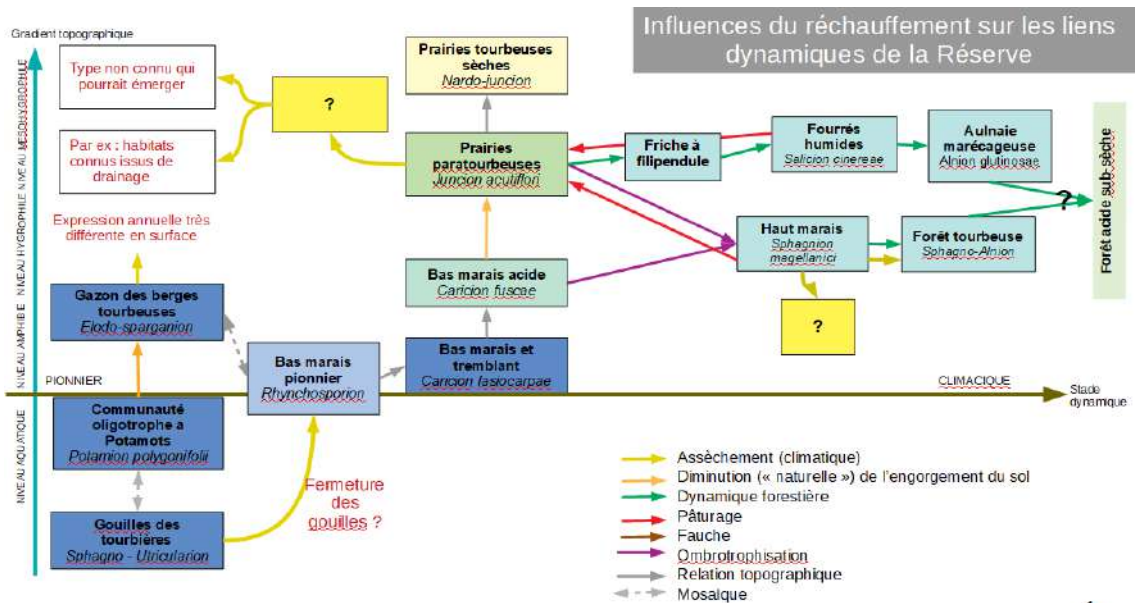 Influences du réchauffement sur les liens
dynamiques de la Réserve
Gradient topographique
NIVEAU MESOHYGROPHILE
NIVEAU HYGROPHILE
NIVEAU AMPHIBIE
NIVEAU AQUATIQUE
Type non connu qui
pourrait émerger
Par ex : habitats
connus issus de
drainage
?
Prairies tourbeuses
sèches
Nardo-juncion
Prairies
paratourbeuses
Juncion acutiflori
Friche à
filipendule
Fourrés
humides
Salicion cinereae
Aulnaie
marécageuse
Alnion glutinosae
?
Forêt acide sub-sèche
Expression annuelle très
différente en surface
Gazon des berges
tourbeuses
Elodo-sparganion
Bas marais acide
Caricion fuscae
Haut marais
Sphagnion
magellanici
Forêt tourbeuse
Sphagno-Alnion
?
Bas marais
pionnier
Rhynchosporion
Bas marais et
tremblant
Caricion lasiocarpae
PIONNIER
CLIMACIQUE
Stade
dynamique
Communauté
oligotrophe a
Potamots
Potamion polygonifolii
Gouilles des
tourbières
Sphagno - Utricularion
Fermeture
des
gouilles ?
Assèchement (climatique)
Diminution (« naturelle ») de l'engorgement du sol
Dynamique forestière
Pâturage
Fauche
Ombrotrophisation
Relation topographique
Mosaique